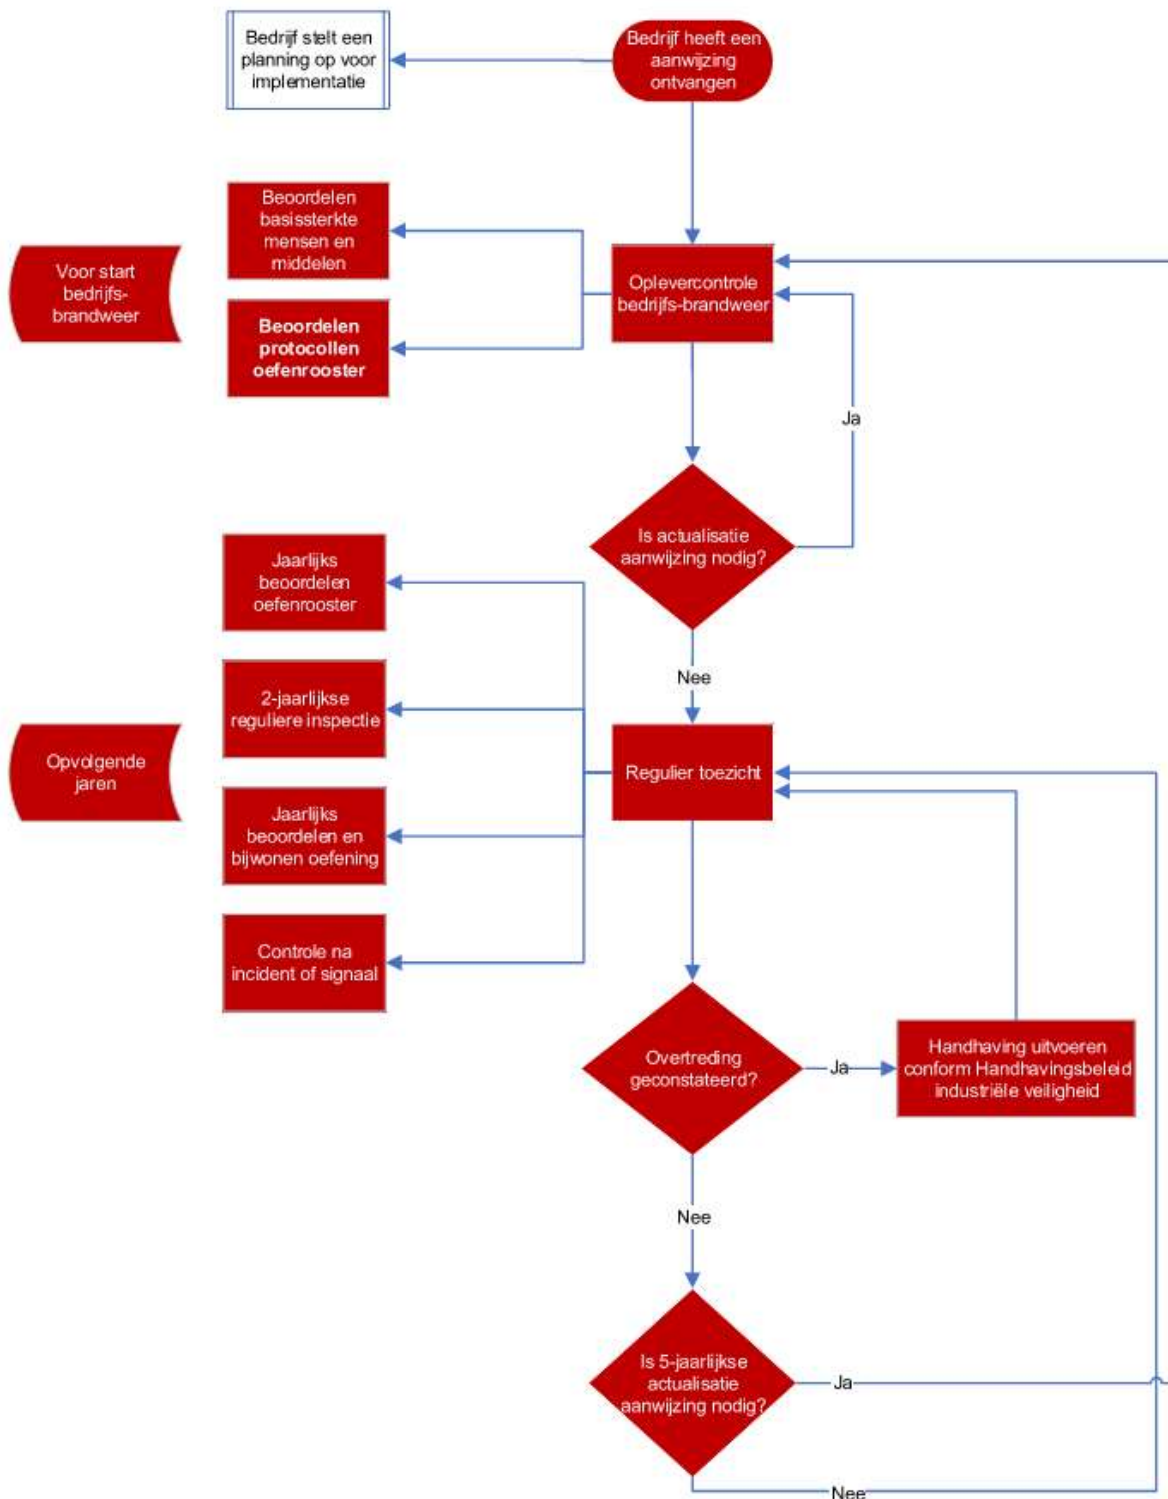 Bedrijf stelt een
planning op voor
implementatie
Bedrijf heeft een
aanwijzing
ontvangen
Beoordelen
basissterkte
mensen en
middelen
Voor start
bedrijfs-
brandweer
Oplevercontrole
bedrijfs-brandweer
Beoordelen
protocollen
oefenrooster
Ja
Is actualisatie
aanwijzing nodig?
Jaarlijks
beoordelen
oefenrooster
Nee
2-jaarlijkse
reguliere inspectie
Opvolgende
jaren
Regulier toezicht
Jaarlijks
beoordelen en
bijwonen oefening
Controle na
incident of signaal
Overtreding
geconstateerd?
Ja
Handhaving uitvoeren
conform Handhavingsbeleid
industriële veiligheid
Nee
Is 5-jaarlijkse
actualisatie
aanwijzing nodig?
Ja
Nee